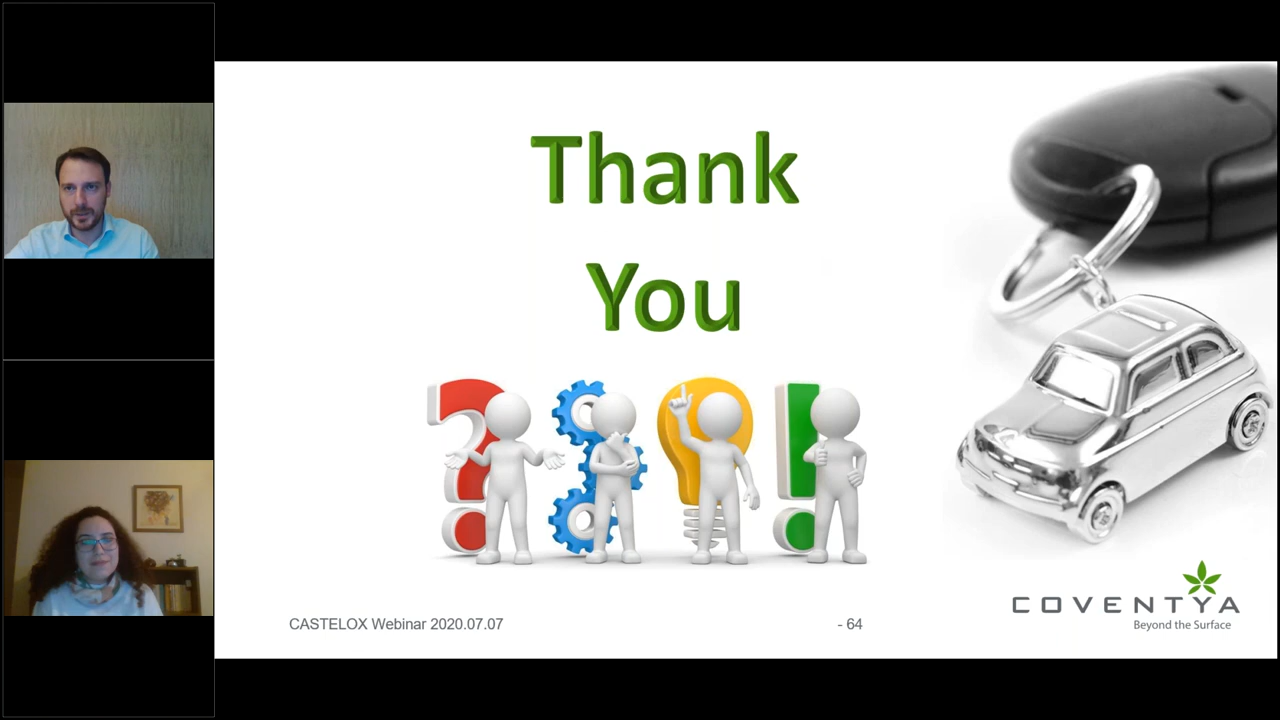 Thank
You
CASTELOX Webinar 2020.07.07
- 64
COVENTYA
Beyond the Surface